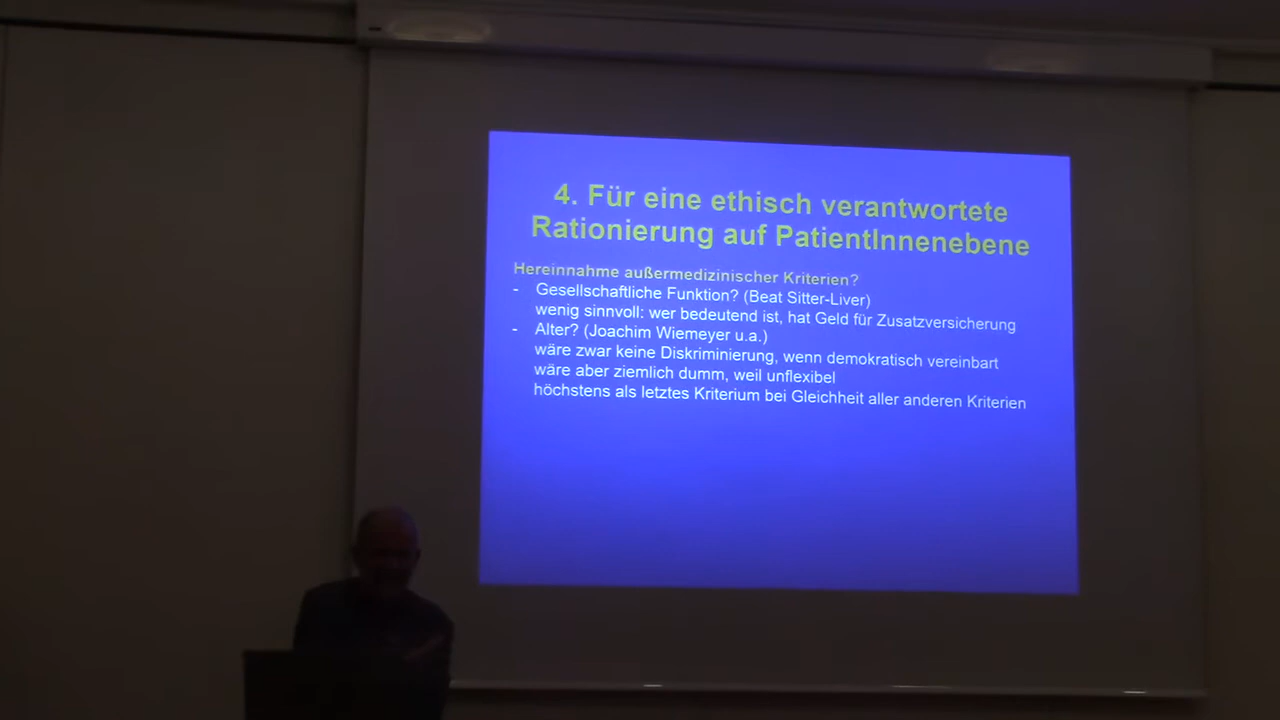 4. Für eine ethisch verantwortete
Rationierung auf PatientInnenebene
Hereinnahme außermedizinischer Kriterien?
- Gesellschaftliche Funktion? (Beat Sitter-Liver)
wenig sinnvoll: wer bedeutend ist, hat Geld für Zusatzversicherung
- Alter? (Joachim Wiemeyer u.a.)
wäre zwar keine Diskriminierung, wenn demokratisch vereinbart
wäre aber ziemlich dumm, weil unflexibel
höchstens als letztes Kriterium bei Gleichheit aller anderen Kriterien